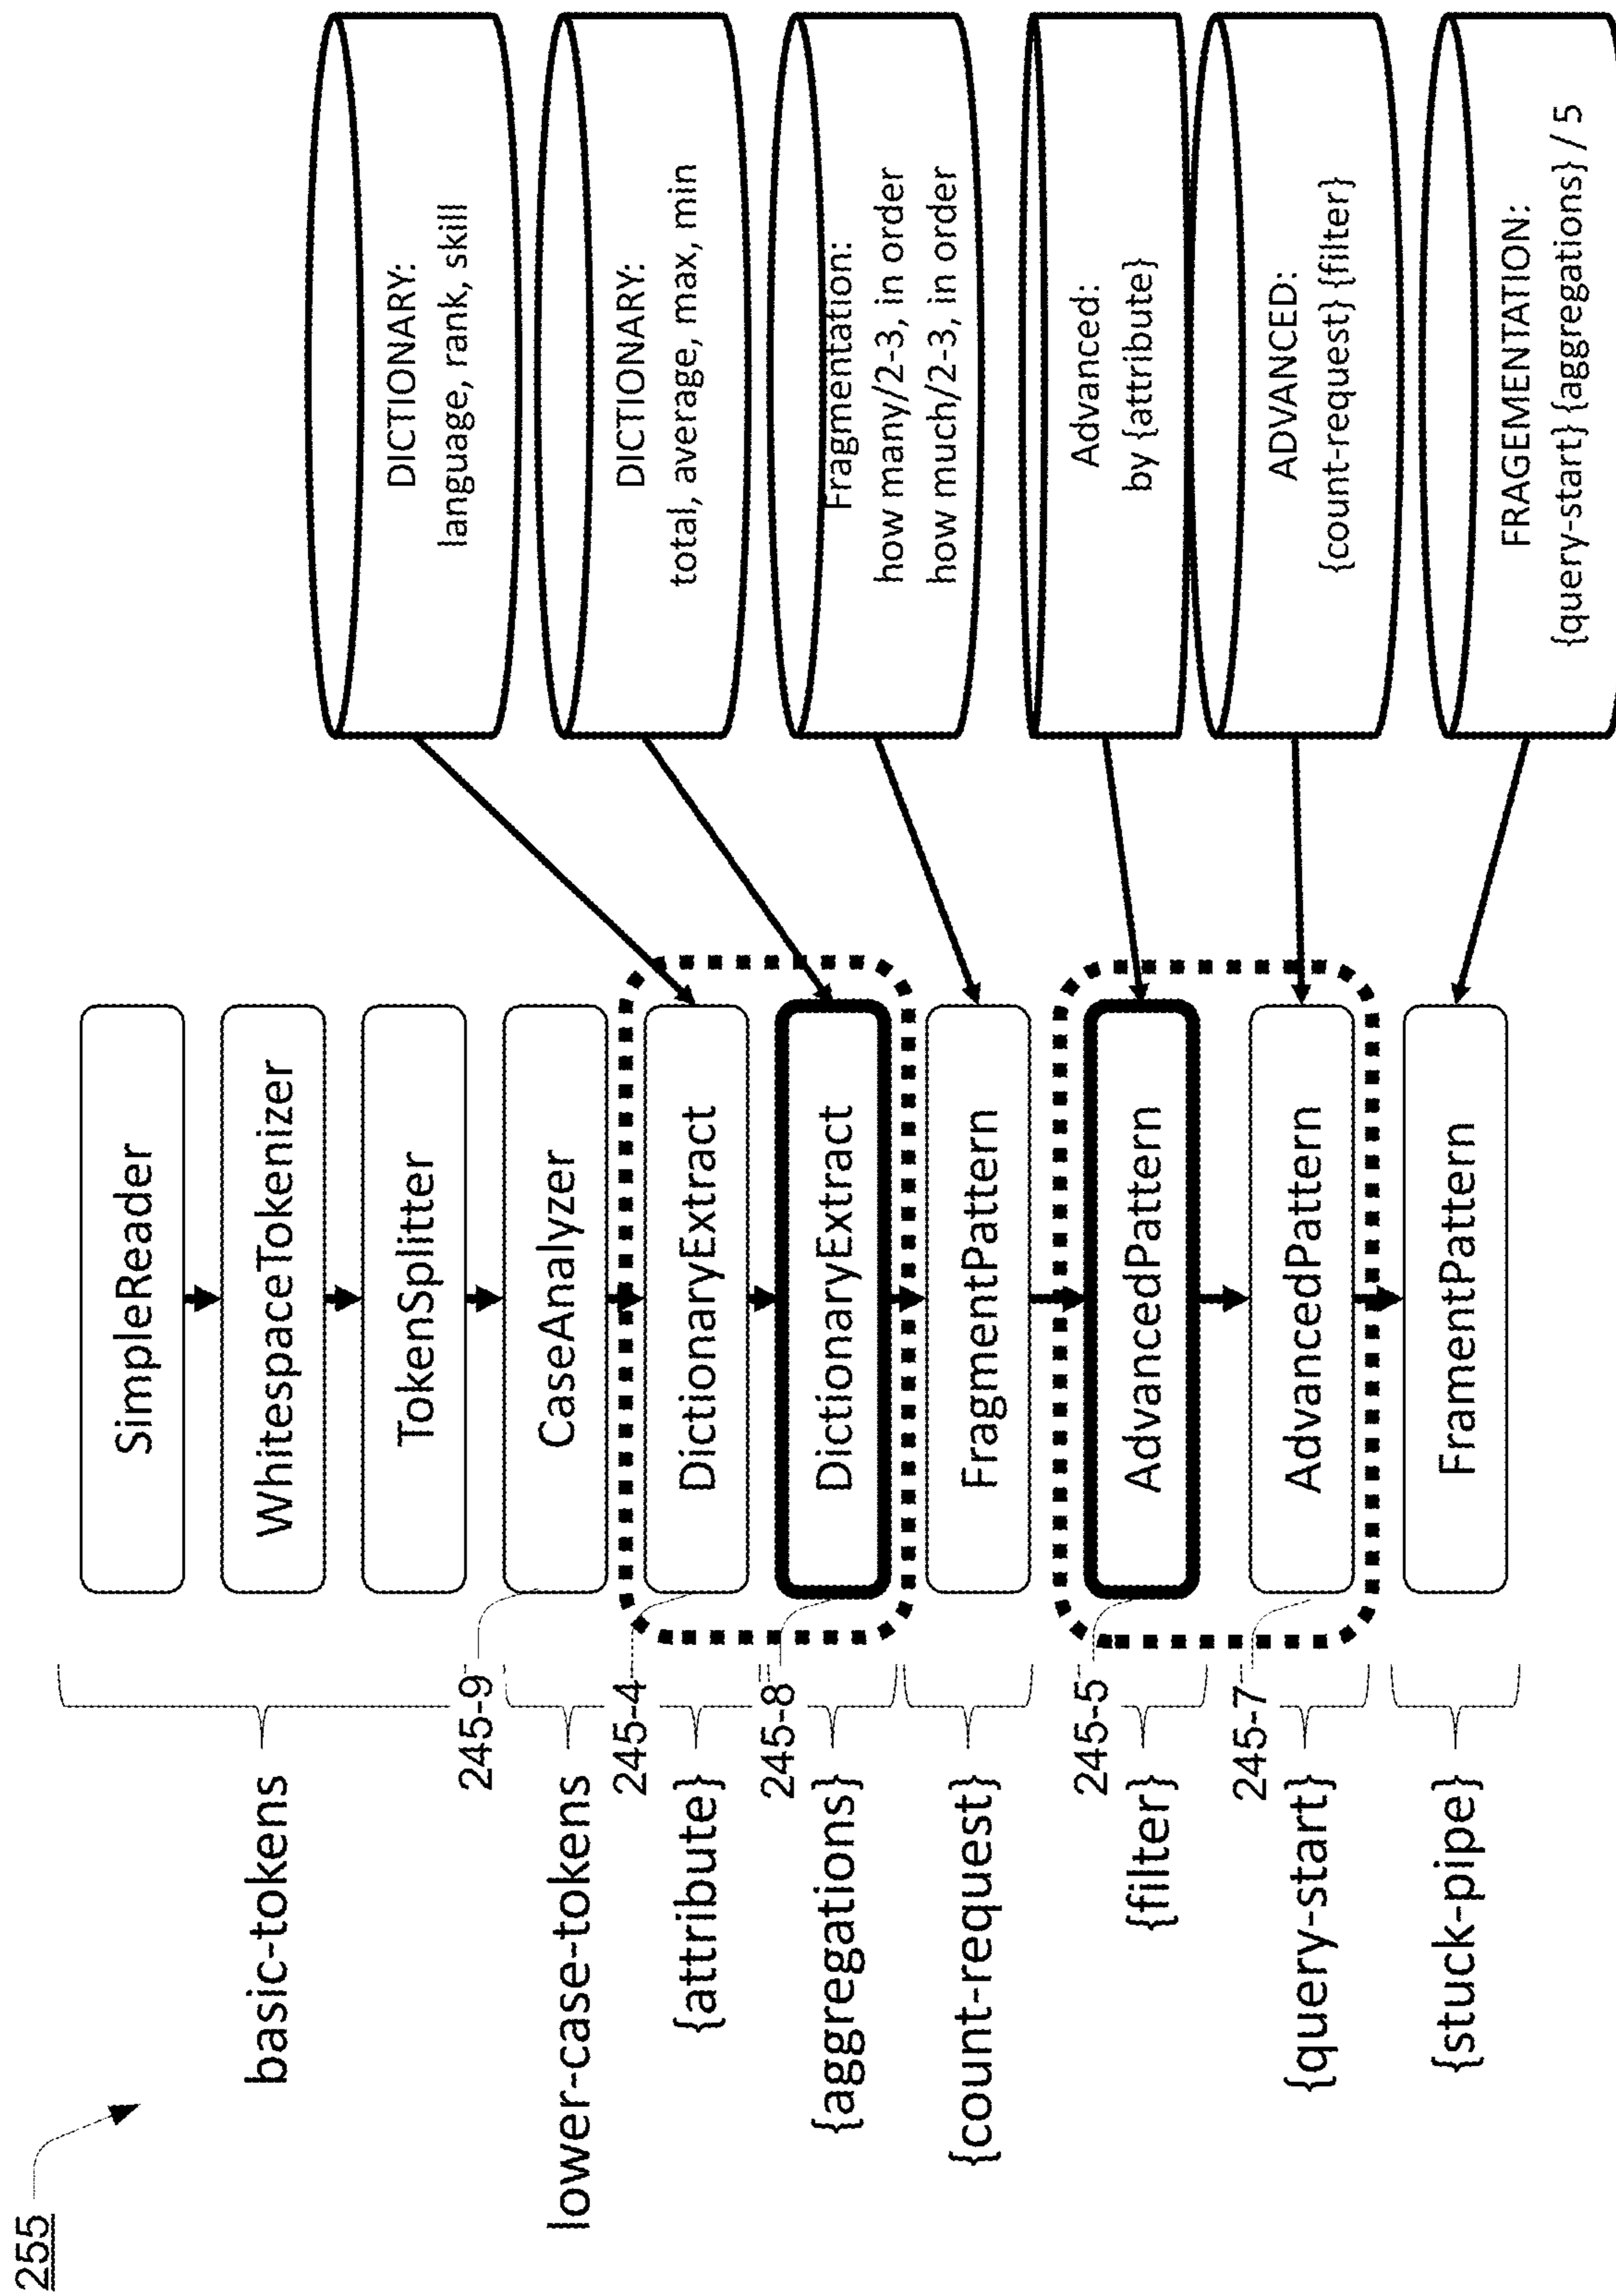 255
basic-tokens
245-9
lower-case-tokens
245-4
{attribute}
245-8
{aggregations}
{count-request}
245-5
{filter}
245-7
{query-start}
{stuck-pipe}
SimpleReader
WhitespaceTokenizer
TokenSplitter
CaseAnalyzer
DictionaryExtract
DictionaryExtract
FragmentPattern
AdvancedPattern
AdvancedPattern
FramentPattern
DICTIONARY:
language, rank, skill
DICTIONARY:
total, average, max, min
Fragmentation:
how many/2-3, in order
how much/2-3, in order
Advanced:
by {attribute}
ADVANCED:
{count-request} {filter}
FRAGEMENTATION:
{query-start} {aggregations} / 5